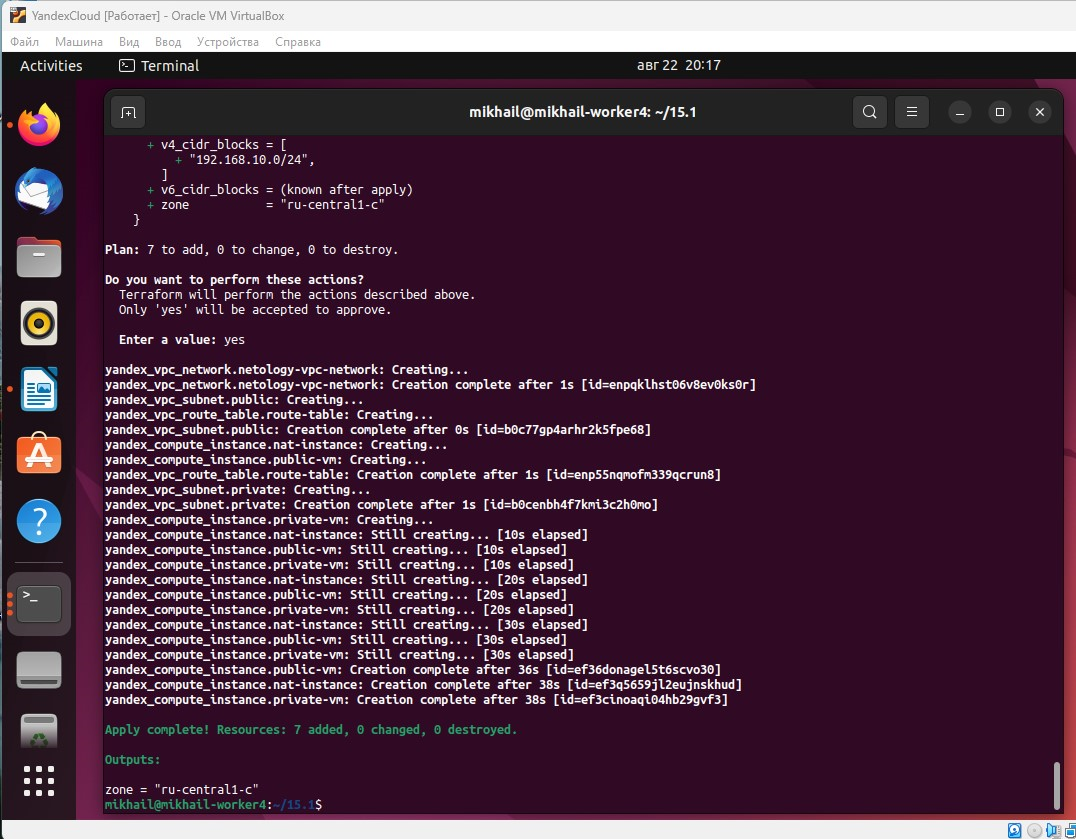 YandexCloud [Работает] - Oracle VM VirtualBox
Файл Машина Вид Ввод Устройства Справка
Activities Terminal авг 22 20:17
mikhail@mikhail-worker4: ~/15.1
+ v4_cidr_blocks = [
+ "192.168.10.0/24",
]
+ v6_cidr_blocks = (known after apply)
+ zone = "ru-central1-c"
}
Plan: 7 to add, 0 to change, 0 to destroy.
Do you want to perform these actions?
Terraform will perform the actions described above.
Only 'yes' will be accepted to approve.
Enter a value: yes
yandex_vpc_network.netology-vpc-network: Creating...
yandex_vpc_network.netology-vpc-network: Creation complete after 1s [id=enpqklhst06v8ev0ks0r]
yandex_vpc_subnet.public: Creating...
yandex_vpc_route_table.route-table: Creating...
yandex_vpc_subnet.public: Creation complete after 0s [id=b0c77gp4arhr2k5fpe68]
yandex_compute_instance.nat-instance: Creating...
yandex_compute_instance.public-vm: Creating...
yandex_vpc_route_table.route-table: Creation complete after 1s [id=enp55nqmofm339qcrun8]
yandex_vpc_subnet.private: Creating...
yandex_vpc_subnet.private: Creation complete after 1s [id=b0cenbh4f7kmi3c2h0mo]
yandex_compute_instance.private-vm: Creating...
yandex_compute_instance.nat-instance: Still creating... [10s elapsed]
yandex_compute_instance.public-vm: Still creating... [10s elapsed]
yandex_compute_instance.private-vm: Still creating... [10s elapsed]
yandex_compute_instance.nat-instance: Still creating... [20s elapsed]
yandex_compute_instance.public-vm: Still creating... [20s elapsed]
yandex_compute_instance.private-vm: Still creating... [20s elapsed]
yandex_compute_instance.nat-instance: Still creating... [30s elapsed]
yandex_compute_instance.public-vm: Still creating... [30s elapsed]
yandex_compute_instance.private-vm: Still creating... [30s elapsed]
yandex_compute_instance.public-vm: Creation complete after 36s [id=ef36donagel5t6scvo30]
yandex_compute_instance.nat-instance: Creation complete after 38s [id=ef3q5659jl2eujnskhud]
yandex_compute_instance.private-vm: Creation complete after 38s [id=ef3cinoaqi04hb29gvf3]
Apply complete! Resources: 7 added, 0 changed, 0 destroyed.
Outputs:
zone = "ru-central1-c"
mikhail@mikhail-worker4:~/15.1$